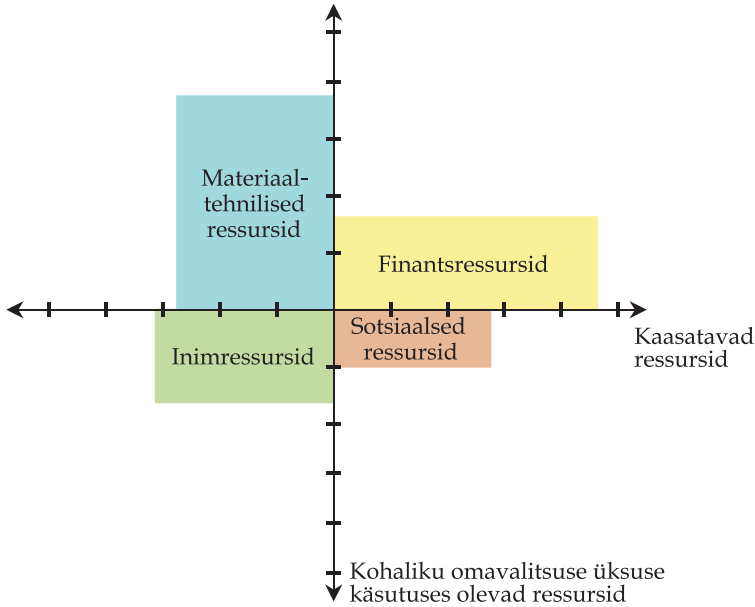 Materiaal-
tehnilised
ressursid
Finantsressursid
Sotsiaalsed
ressursid
Inimressursid
Kaasatavad
ressursid
Kohaliku omavalitsuse üksuse
käsutuses olevad ressursid